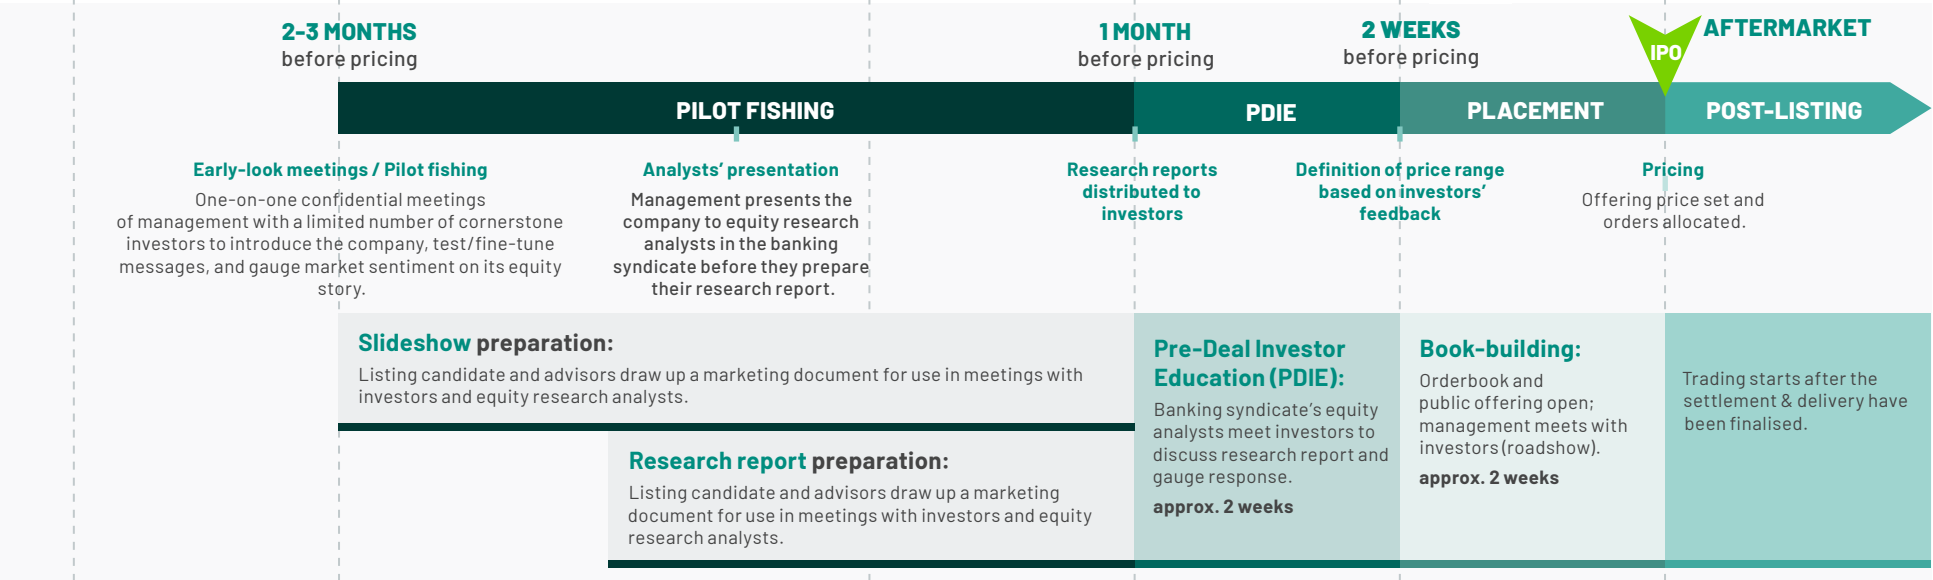 2-3 MONTHS
before pricing
1 MONTH
before pricing
2 WEEKS
before pricing
IPO
AFTERMARKET
PILOT FISHING
PDIE
PLACEMENT
POST-LISTING
Early-look meetings / Pilot fishing
One-on-one confidential meetings
of management with a limited number of cornerstone
investors to introduce the company, test/fine-tune
messages, and gauge market sentiment on its equity
story.
Analysts’ presentation
Management presents the
company to equity research
analysts in the banking
syndicate before they prepare
their research report.
Research reports
distributed to
investors
Definition of price range
based on investors’
feedback
Pricing
Offering price set and
orders allocated.
Slideshow preparation:
Listing candidate and advisors draw up a marketing document for use in meetings with
investors and equity research analysts.
Research report preparation:
Listing candidate and advisors draw up a marketing
document for use in meetings with investors and equity
research analysts.
Pre-Deal Investor
Education (PDIE):
Banking syndicate’s equity
analysts meet investors to
discuss research report and
gauge response.
approx. 2 weeks
Book-building:
Orderbook and
public offering open;
management meets with
investors (roadshow).
approx. 2 weeks
Trading starts after the
settlement & delivery have
been finalised.